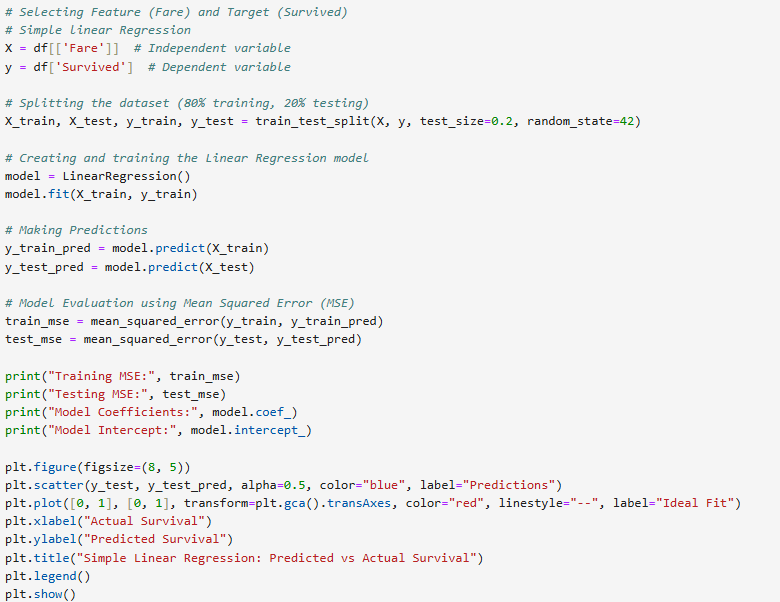 # Selecting Feature (Fare) and Target (Survived)
# Simple linear Regression
X = df[['Fare']]  # Independent variable
y = df['Survived']  # Dependent variable

# Splitting the dataset (80% training, 20% testing)
X_train, X_test, y_train, y_test = train_test_split(X, y, test_size=0.2, random_state=42)

# Creating and training the Linear Regression model
model = LinearRegression()
model.fit(X_train, y_train)

# Making Predictions
y_train_pred = model.predict(X_train)
y_test_pred = model.predict(X_test)

# Model Evaluation using Mean Squared Error (MSE)
train_mse = mean_squared_error(y_train, y_train_pred)
test_mse = mean_squared_error(y_test, y_test_pred)

print("Training MSE:", train_mse)
print("Testing MSE:", test_mse)
print("Model Coefficients:", model.coef_)
print("Model Intercept:", model.intercept_)

plt.figure(figsize=(8, 5))
plt.scatter(y_test, y_test_pred, alpha=0.5, color="blue", label="Predictions")
plt.plot([0, 1], [0, 1], transform=plt.gca().transAxes, color="red", linestyle="--", label="Ideal Fit")
plt.xlabel("Actual Survival")
plt.ylabel("Predicted Survival")
plt.title("Simple Linear Regression: Predicted vs Actual Survival")
plt.legend()
plt.show()